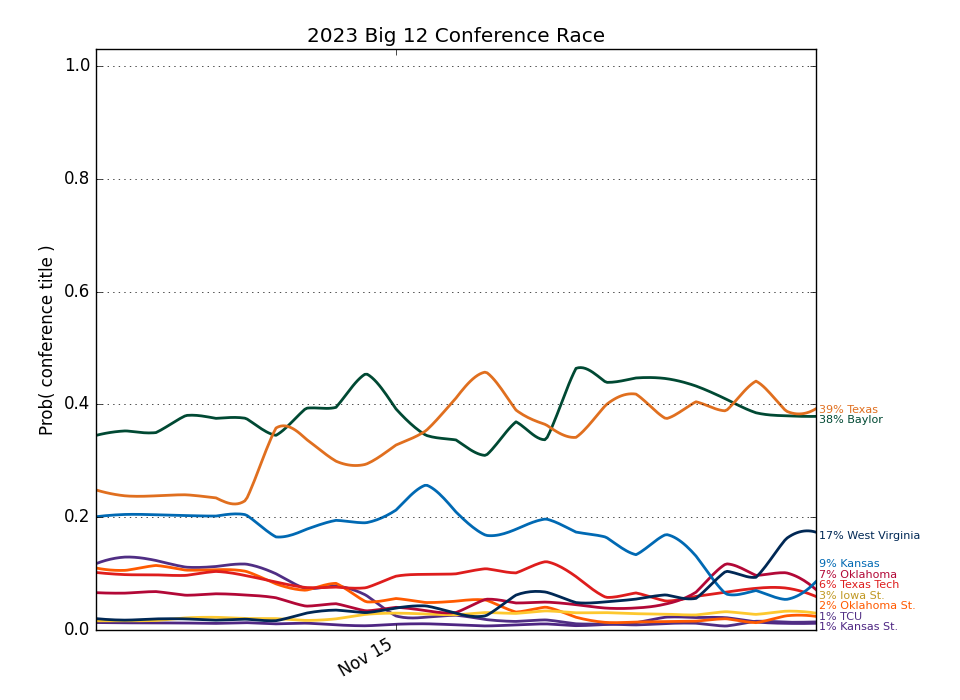 2023 Big 12 Conference Race
1.0
0.8
0.6
0.4
0.2
0.0
Prob( conference title )
Nov 15
39% Texas
38% Baylor
17% West Virginia
9% Kansas
7% Oklahoma
6% Texas Tech
3% Iowa St.
2% Oklahoma St.
1% TCU
1% Kansas St.